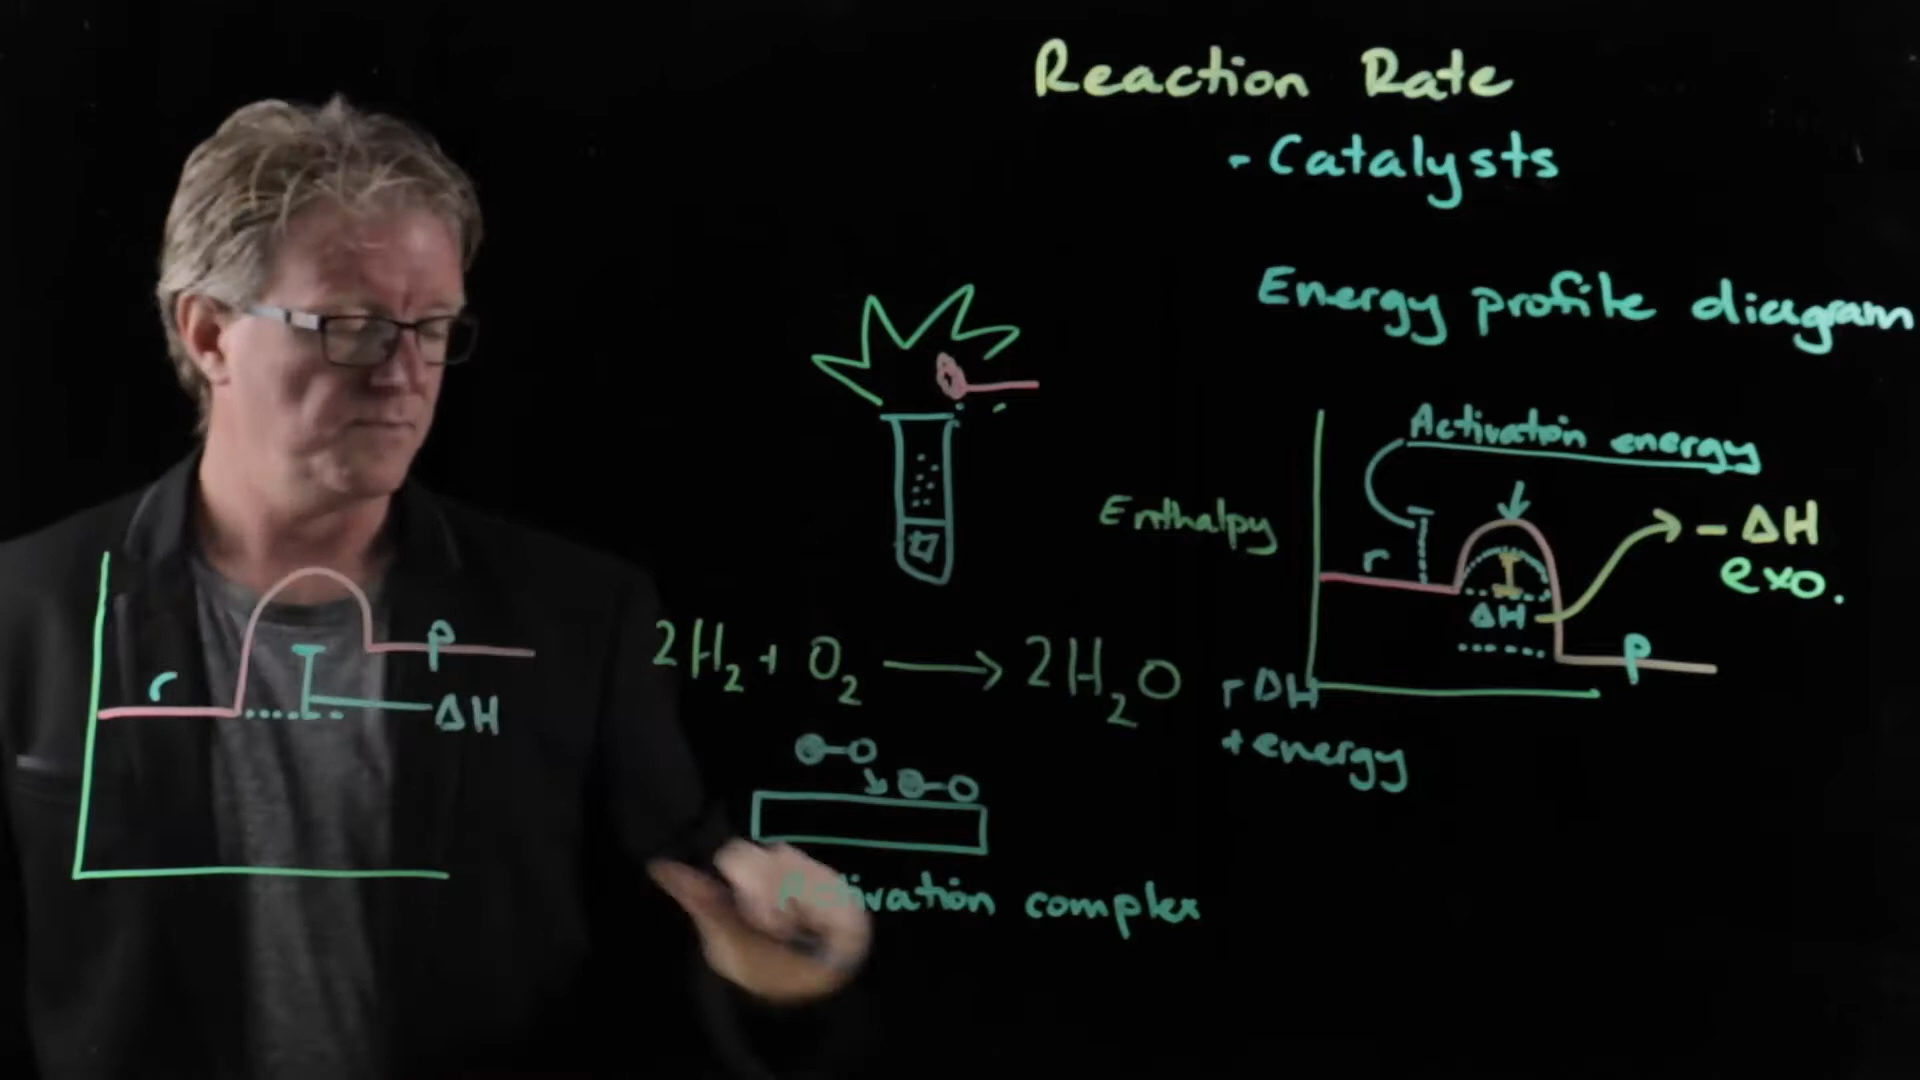 Reaction Rate
- Catalysts
Energy profile diagram
Activation energy
Enthalpy
r
- ΔH
exo.
ΔH
p
2H₂ + O₂ → 2H₂O
r ΔH
+ energy
p
r
ΔH
Activation complex